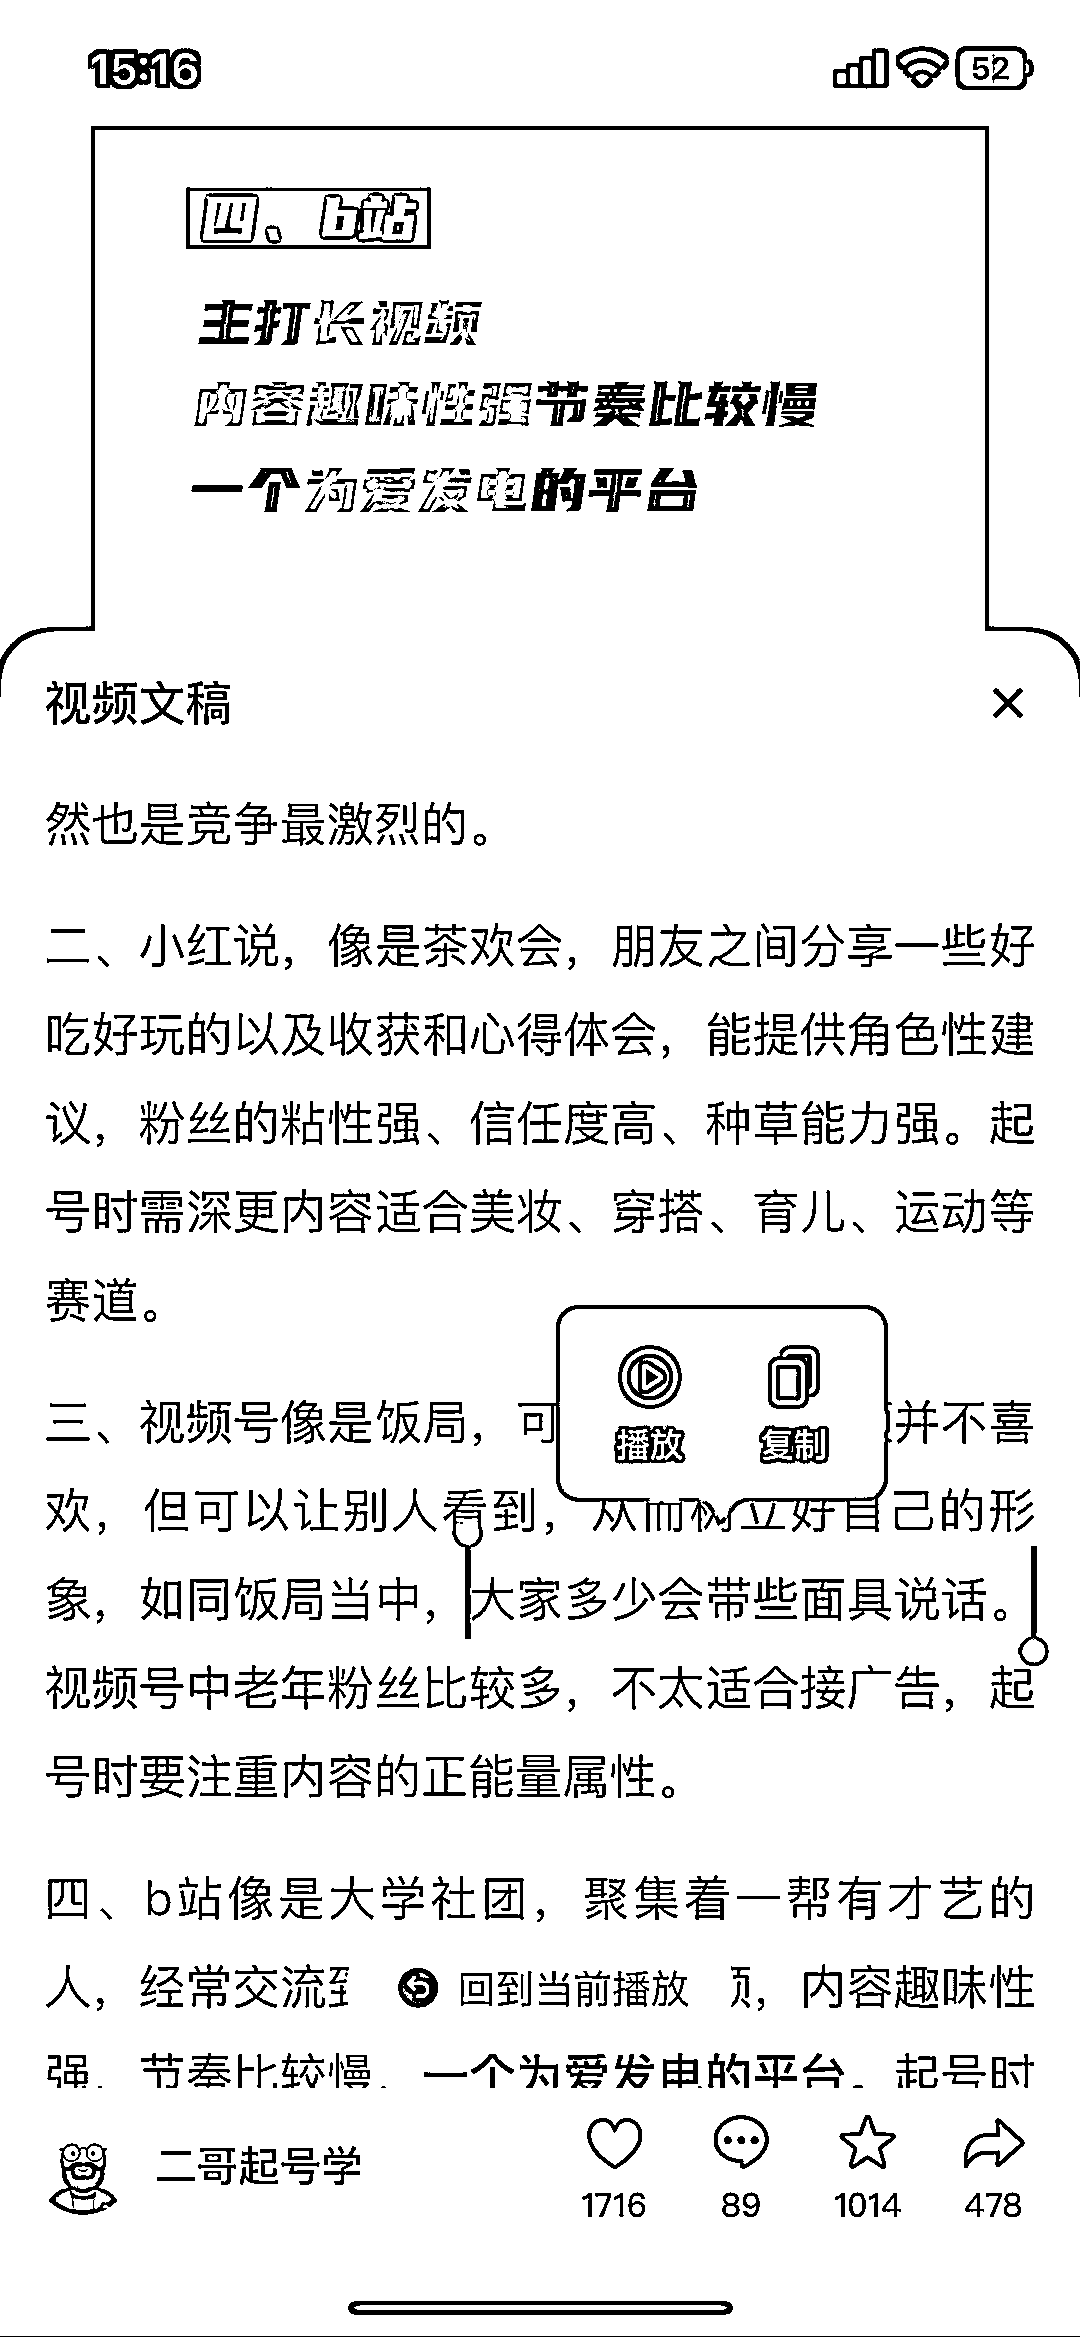 15:16
52
四、b站
主打长视频
内容趣味性强节奏比较慢
一个为爱发电的平台
视频文稿
然也是竞争最激烈的。
二、小红说，像是茶欢会，朋友之间分享一些好
吃好玩的以及收获和心得体会，能提供角色性建
议，粉丝的粘性强、信任度高、种草能力强。起
号时需深更内容适合美妆、穿搭、育儿、运动等
赛道。
播放
复制
三、视频号像是饭局，可 并不喜
欢，但可以让别人看到，从而树立好自己的形
象，如同饭局当中，大家多少会带些面具说话。
视频号中老年粉丝比较多，不太适合接广告，起
号时要注重内容的正能量属性。
四、b站像是大学社团，聚集着一帮有才艺的
人，经常交流 ，内容趣味性
回到当前播放
强，节奏比较慢，一个为爱发电的平台。起号时
二哥起号学
1716
89
1014
478